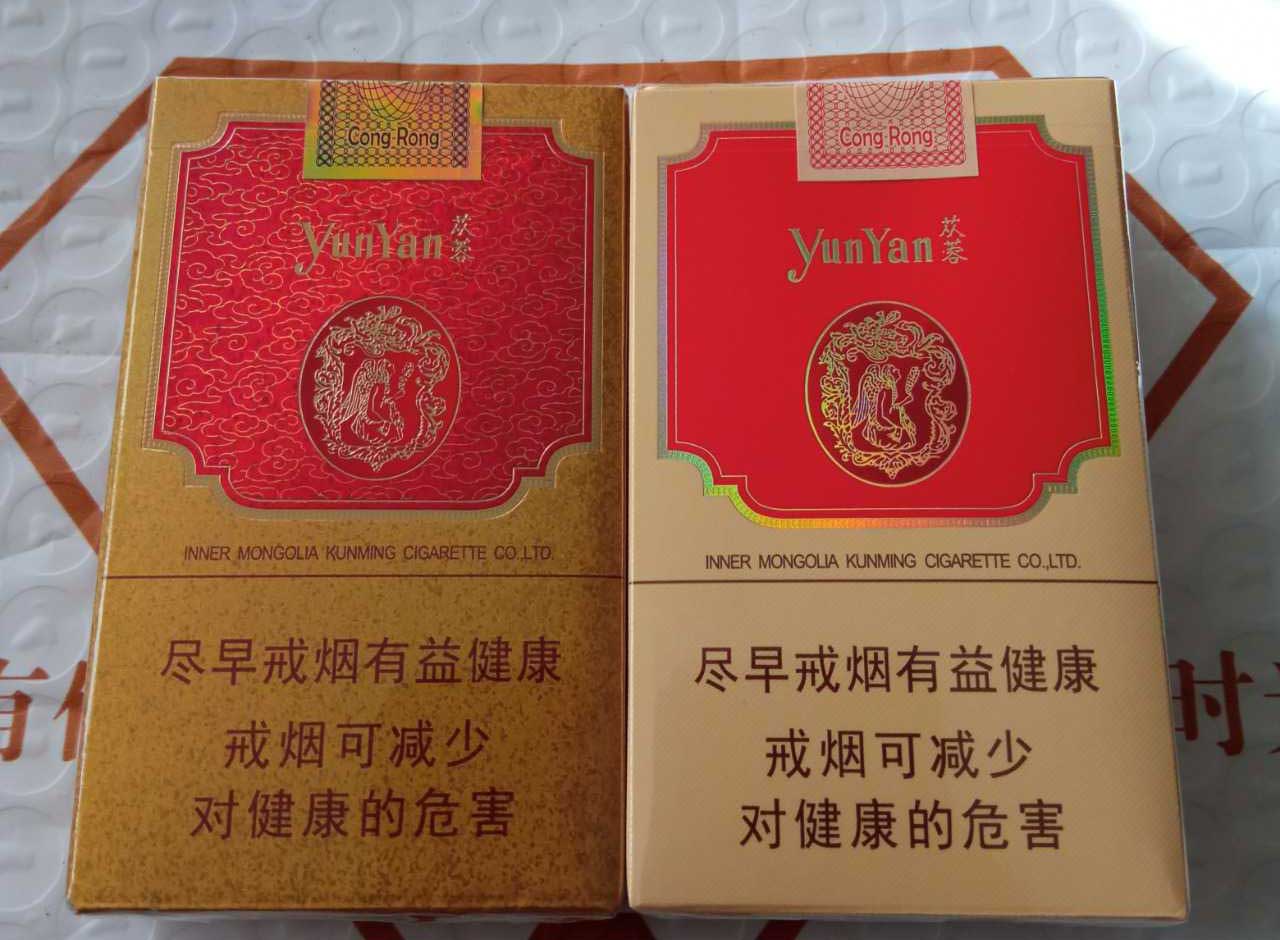 Cong Rong
YunYan 苁蓉
INNER MONGOLIA KUNMING CIGARETTE CO.,LTD.
尽早戒烟有益健康
戒烟可减少
对健康的危害
Cong Rong
YunYan 苁蓉
INNER MONGOLIA KUNMING CIGARETTE CO.,LTD.
尽早戒烟有益健康
戒烟可减少
对健康的危害
有
时